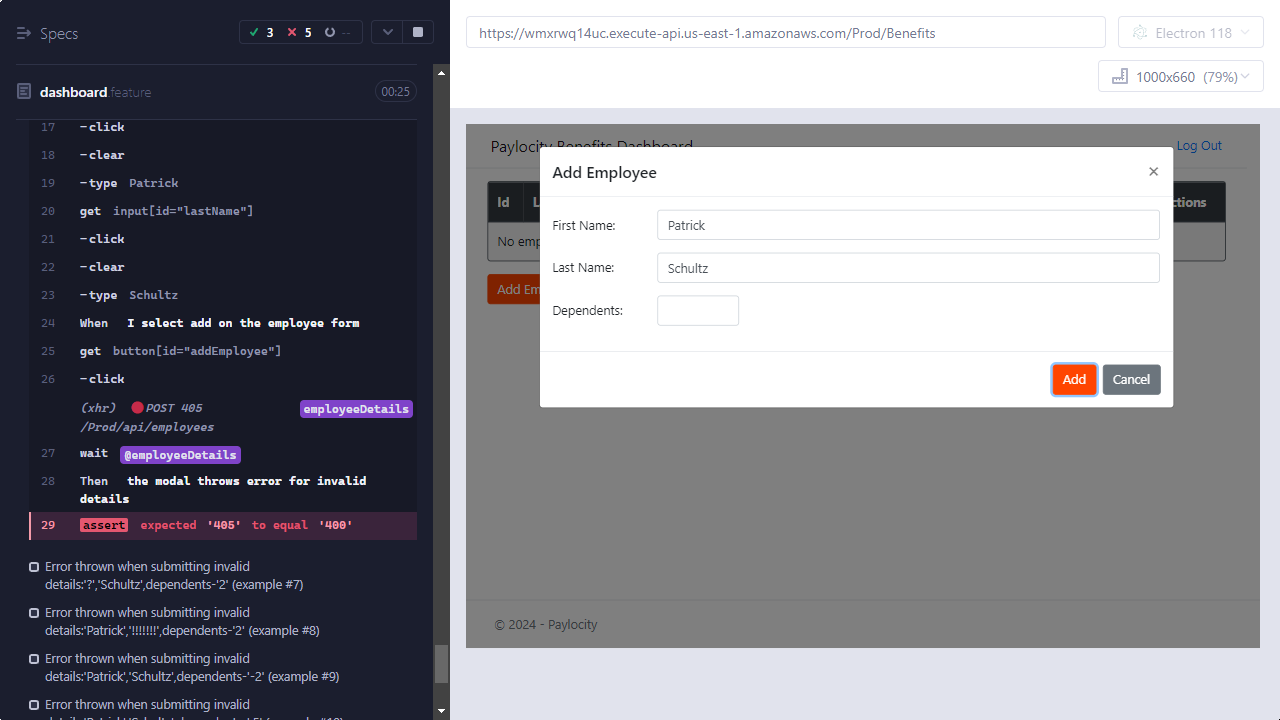 Specs
3 5 --
dashboard.feature
00:25
17 -click
18 -clear
19 -type Patrick
20 get input[id="lastName"]
21 -click
22 -clear
23 -type Schultz
24 When I select add on the employee form
25 get button[id="addEmployee"]
26 -click
(xhr) POST 405 employeeDetails
/Prod/api/employees
27 wait @employeeDetails
28 Then the modal throws error for invalid
details
29 assert expected '405' to equal '400'
Error thrown when submitting invalid
details:'?','Schultz',dependents-'2' (example #7)
Error thrown when submitting invalid
details:'Patrick','!!!!!!!',dependents-'2' (example #8)
Error thrown when submitting invalid
details:'Patrick','Schultz',dependents-'-2' (example #9)
Error thrown when submitting invalid
https://wmxrwq14uc.execute-api.us-east-1.amazonaws.com/Prod/Benefits
Electron 118
1000x660 (79%)
Paylocity Benefits Dashboard
Log Out
Id
No emp
Add Em
Add Employee
×
First Name: Patrick
Last Name: Schultz
Dependents:
Add Cancel
© 2024 - Paylocity